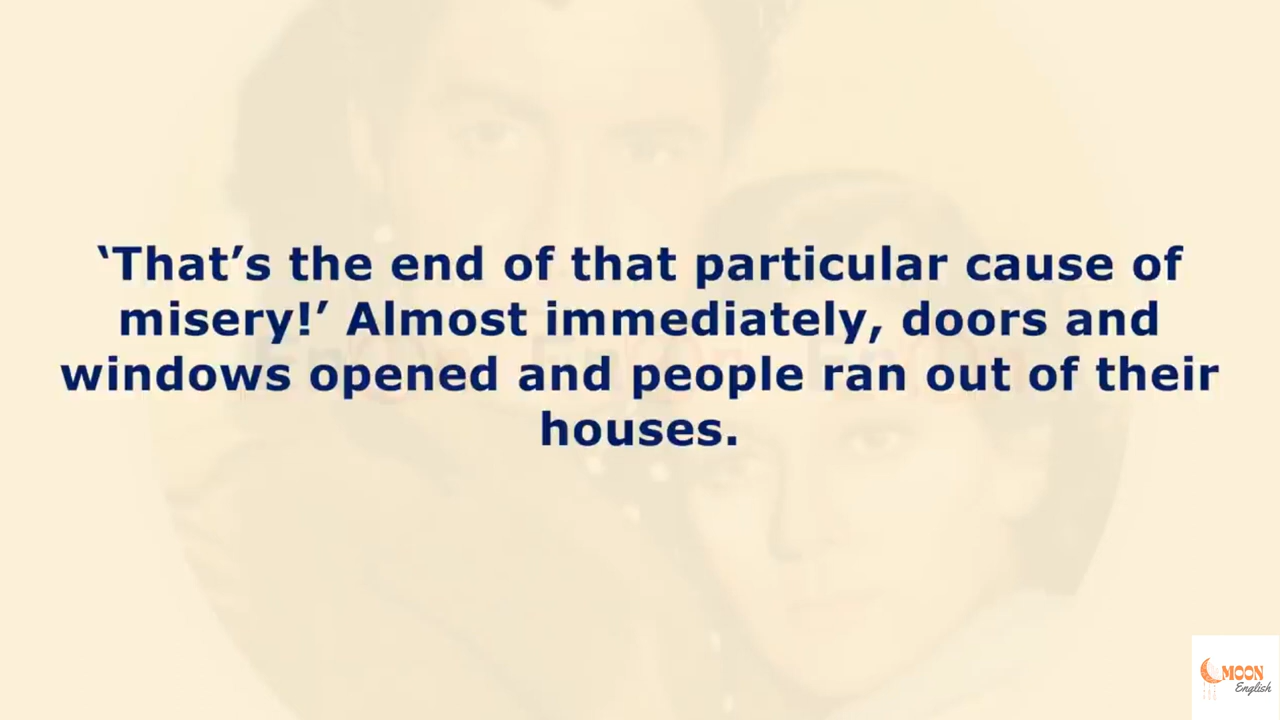 ‘That’s the end of that particular cause of
misery!’ Almost immediately, doors and
windows opened and people ran out of their
houses.
MOON
English